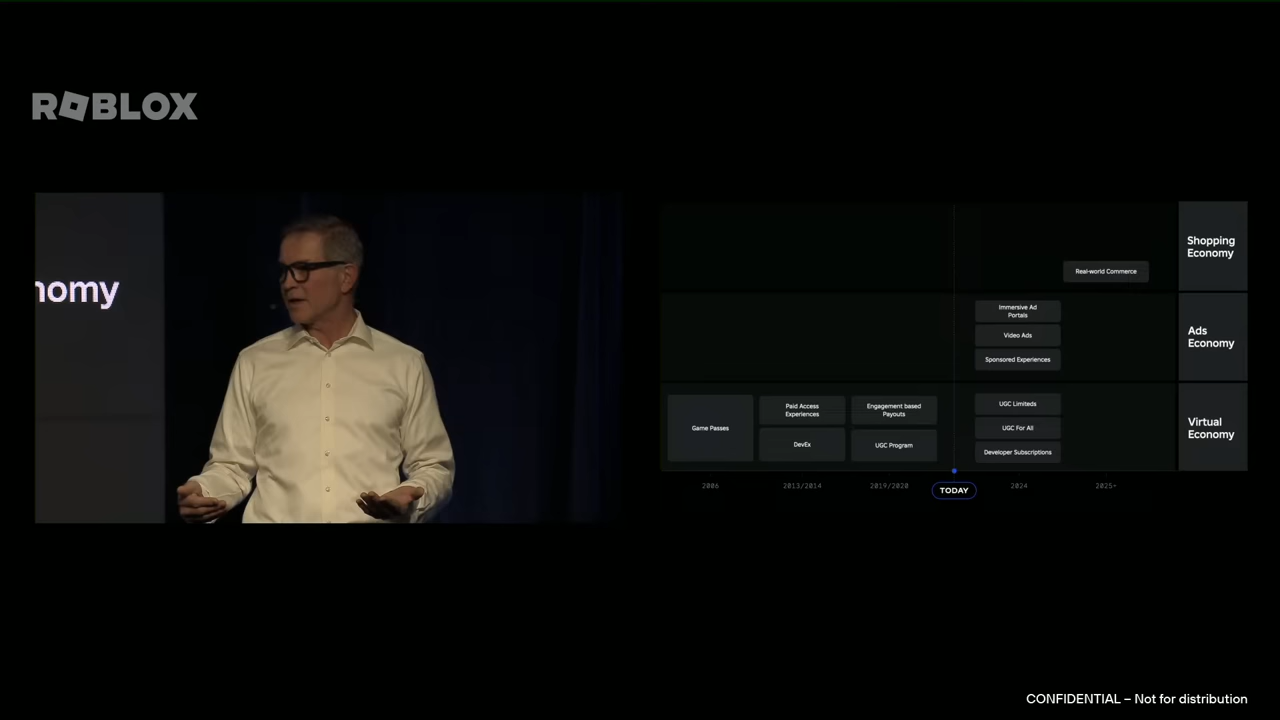 ROBLOX
nomy
Shopping
Economy
Real-world Commerce
Immersive Ad
Portals
Video Ads
Sponsored Experiences
Ads
Economy
Game Passes
Paid Access
Experiences
DevEx
Engagement based
Payouts
UGC Program
UGC Limiteds
UGC For All
Developer Subscriptions
Virtual
Economy
2006
2013/2014
2019/2020
TODAY
2024
2025+
CONFIDENTIAL – Not for distribution